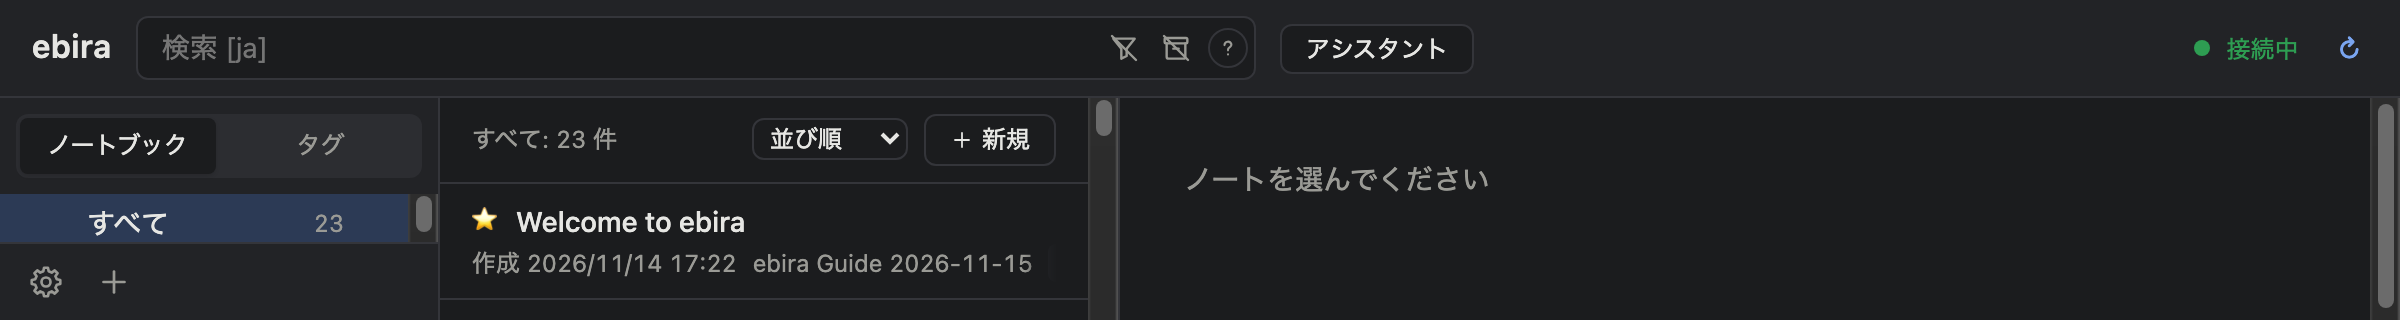 ebira
検索 [ja]
?
アシスタント
接続中
ノートブック
タグ
すべて: 23 件
並び順
+ 新規
ノートを選んでください
すべて 23
Welcome to ebira
作成 2026/11/14 17:22 ebira Guide 2026-11-15